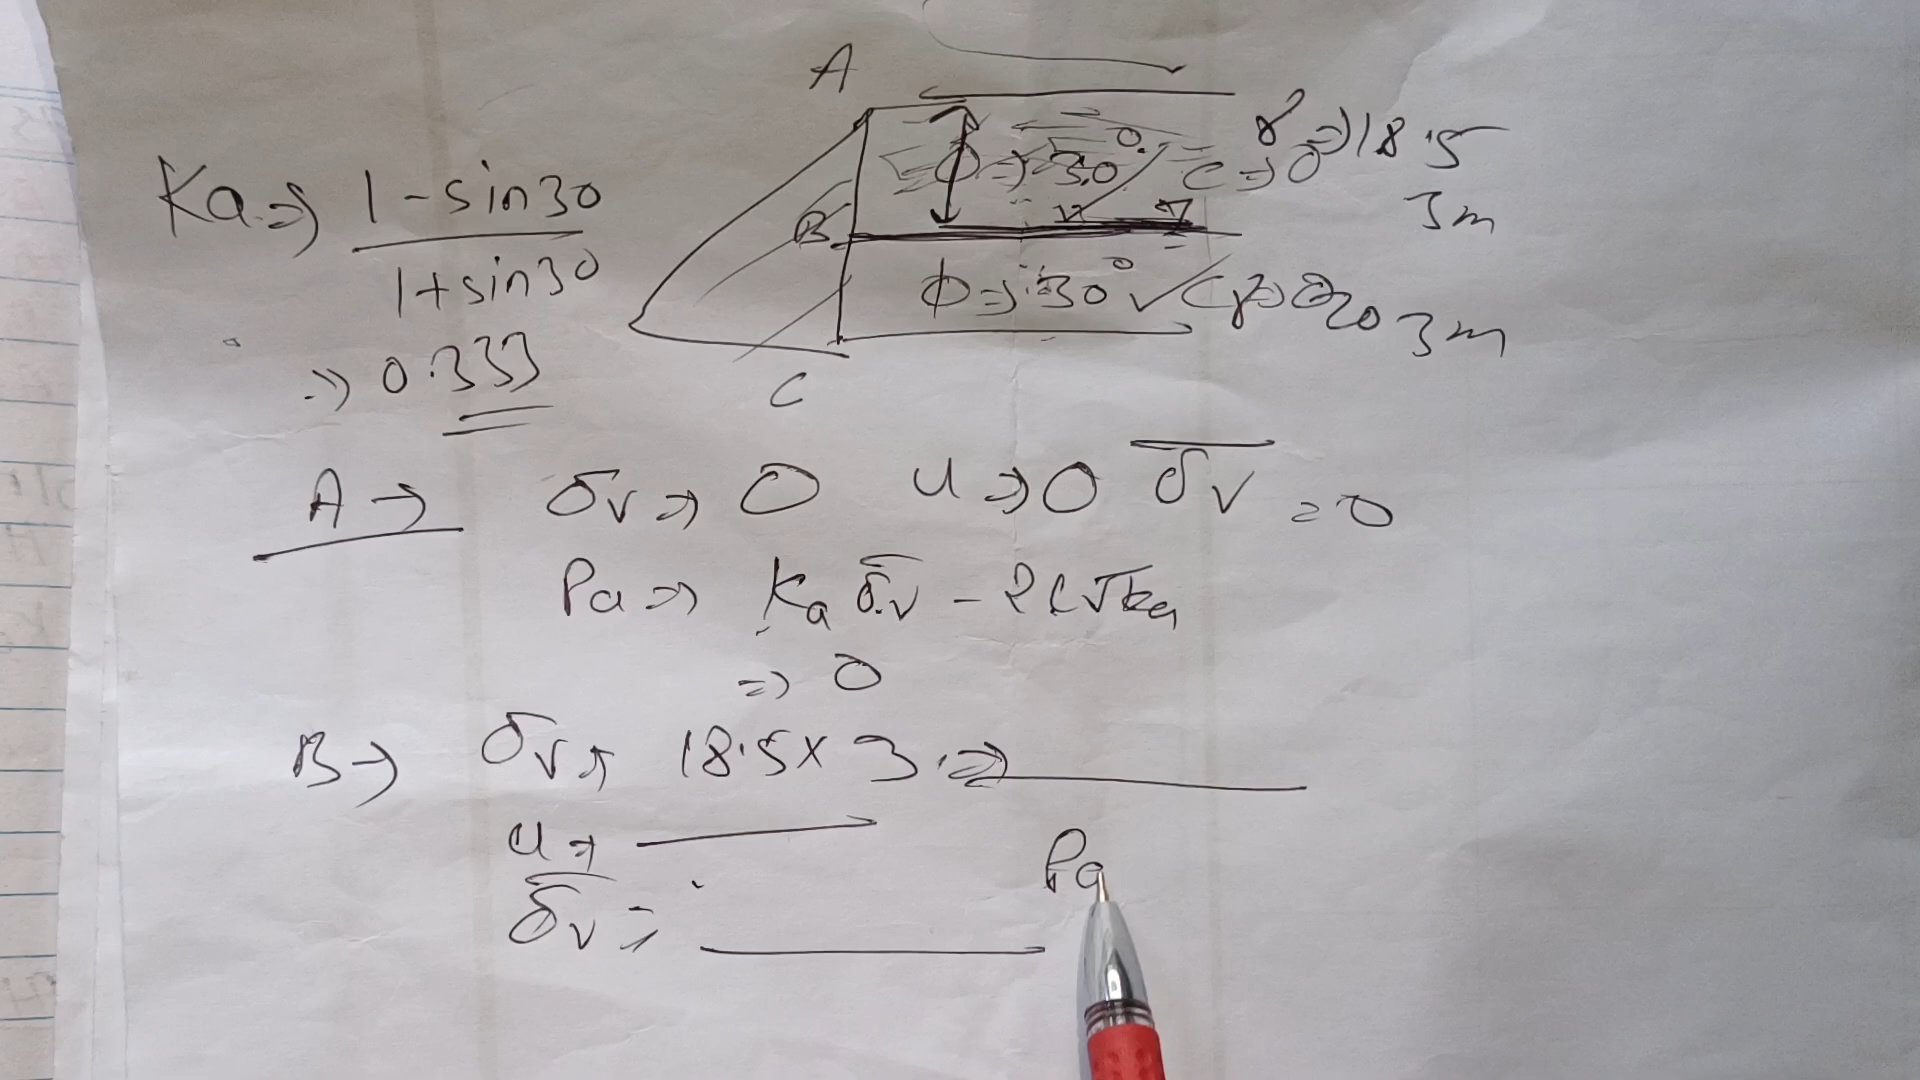 A
γ ⇒ 18.5
φ ⇒ 30° c ⇒ 0
3m
Ka ⇒ 1 - sin30
1 + sin30
⇒ 0.333
B
φ ⇒ 30°
20 3m
C
A → σv ⇒ 0 u ⇒ 0 σ̅v = 0
Pa ⇒ Ka σ̅v - 2c√ka
⇒ 0
B → σv ⇒ 18.5 x 3 ⇒
u ⇒
σ̅v ⇒
Pa